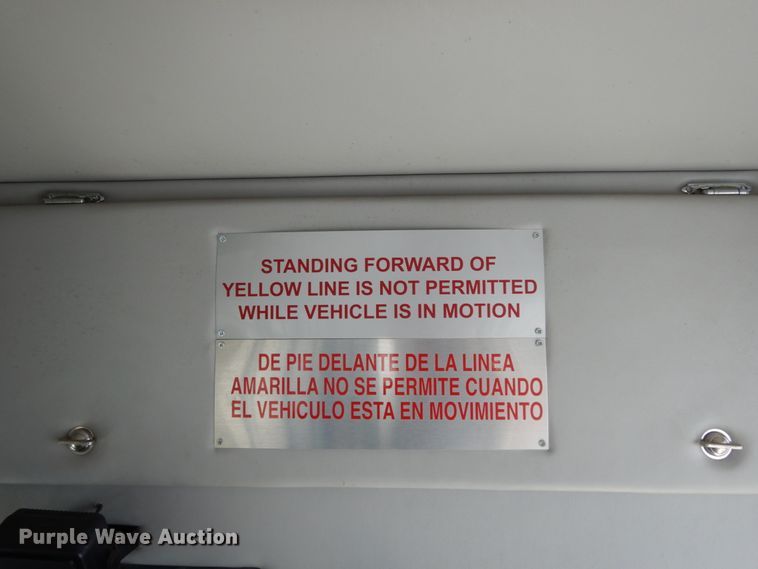 STANDING FORWARD OF
YELLOW LINE IS NOT PERMITTED
WHILE VEHICLE IS IN MOTION
DE PIE DELANTE DE LA LINEA
AMARILLA NO SE PERMITE CUANDO
EL VEHICULO ESTA EN MOVIMIENTO
Purple Wave Auction